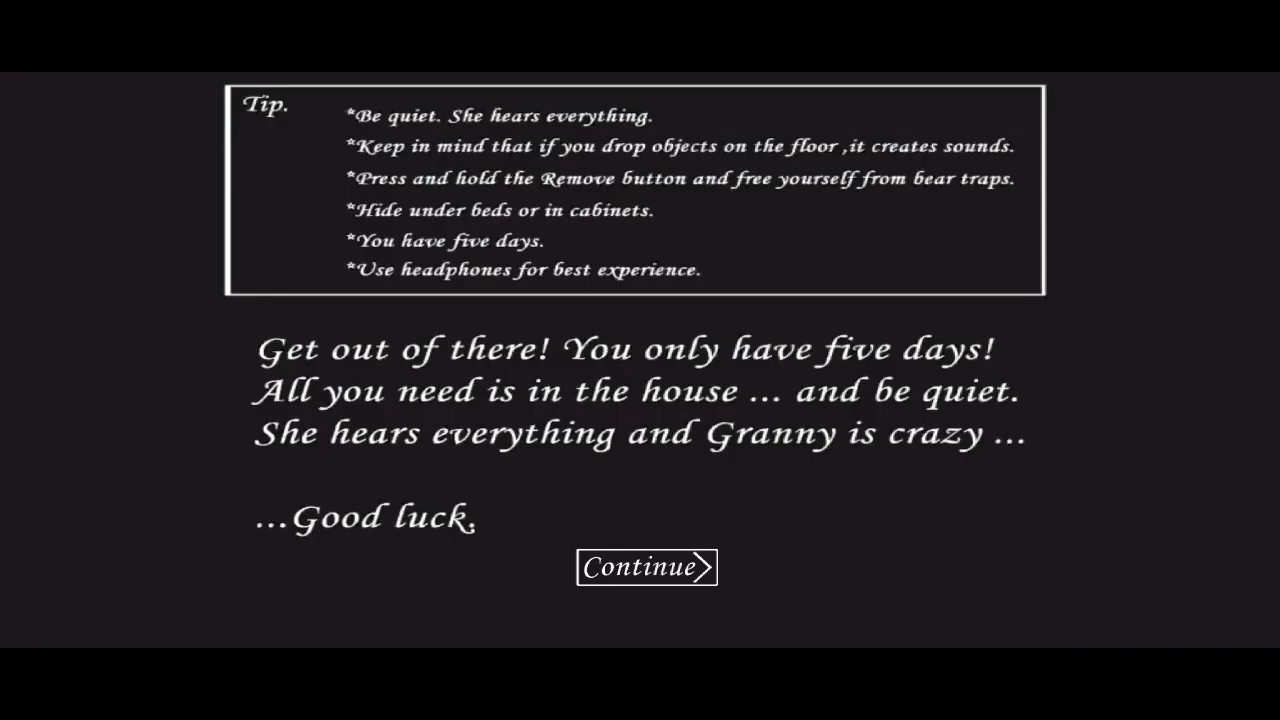 Tip.
*Be quiet. She hears everything.
*Keep in mind that if you drop objects on the floor ,it creates sounds.
*Press and hold the Remove button and free yourself from bear traps.
*Hide under beds or in cabinets.
*You have five days.
*Use headphones for best experience.
Get out of there! You only have five days!
All you need is in the house ... and be quiet.
She hears everything and Granny is crazy ...
...Good luck.
Continue>